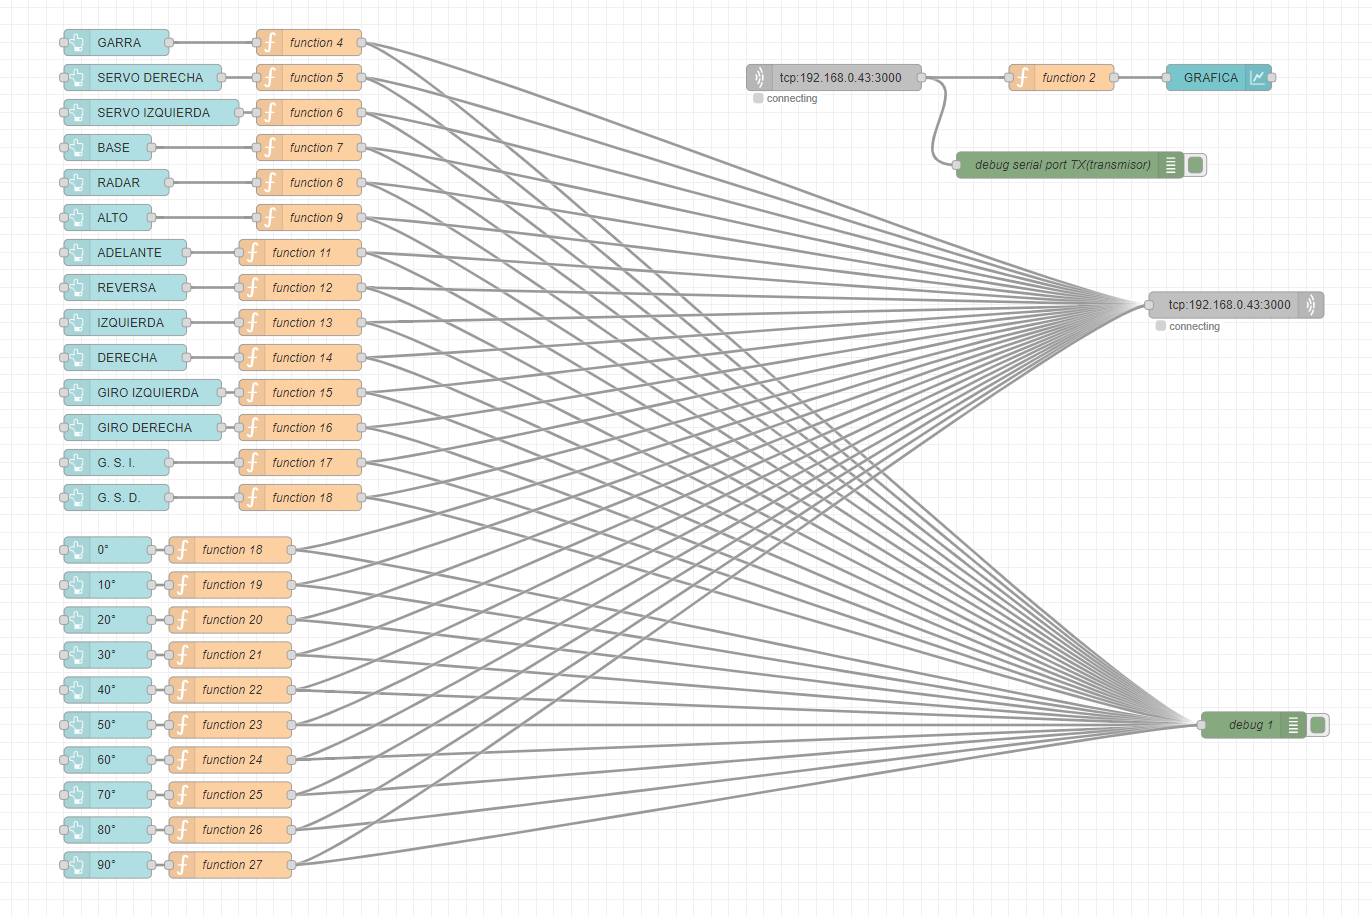 GARRA
function 4
SERVO DERECHA
function 5
SERVO IZQUIERDA
function 6
BASE
function 7
RADAR
function 8
ALTO
function 9
ADELANTE
function 11
REVERSA
function 12
IZQUIERDA
function 13
DERECHA
function 14
GIRO IZQUIERDA
function 15
GIRO DERECHA
function 16
G. S. I.
function 17
G. S. D.
function 18
0°
function 18
10°
function 19
20°
function 20
30°
function 21
40°
function 22
50°
function 23
60°
function 24
70°
function 25
80°
function 26
90°
function 27
tcp:192.168.0.43:3000
connecting
function 2
GRAFICA
debug serial port TX(transmisor)
tcp:192.168.0.43:3000
connecting
debug 1